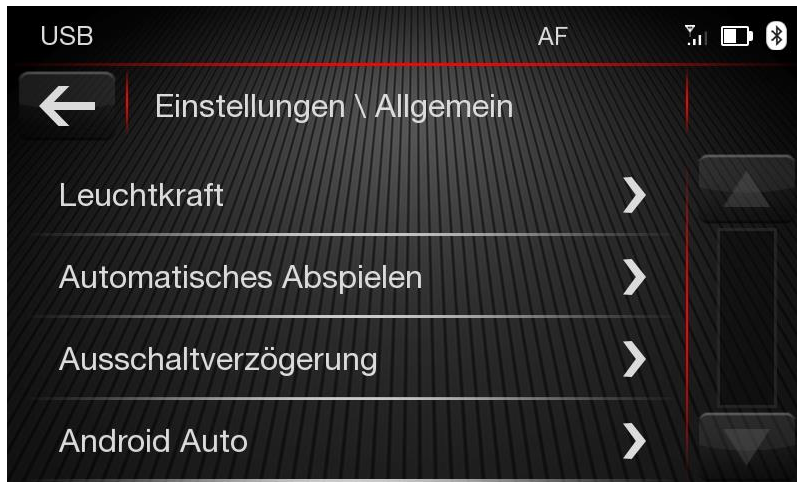 USB AF
Einstellungen \ Allgemein
Leuchtkraft
Automatisches Abspielen
Ausschaltverzögerung
Android Auto